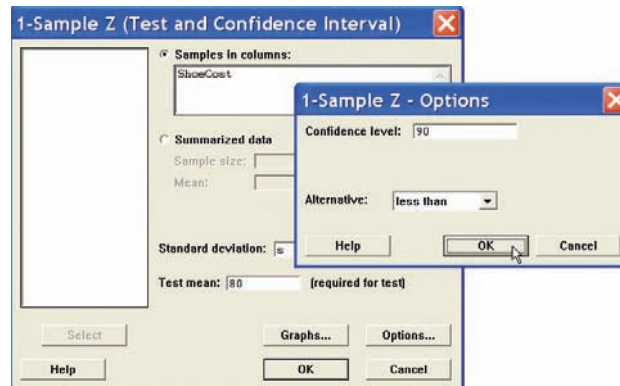 1-Sample Z (Test and Confidence Interval)
Samples in columns:
ShoeCost
Summarized data
Sample size:
Mean:
Standard deviation: s
Test mean: 80 (required for test)
Select
Graphs...
Options...
Help
OK
Cancel
1-Sample Z - Options
Confidence level: 90
Alternative: less than
Help
OK
Cancel